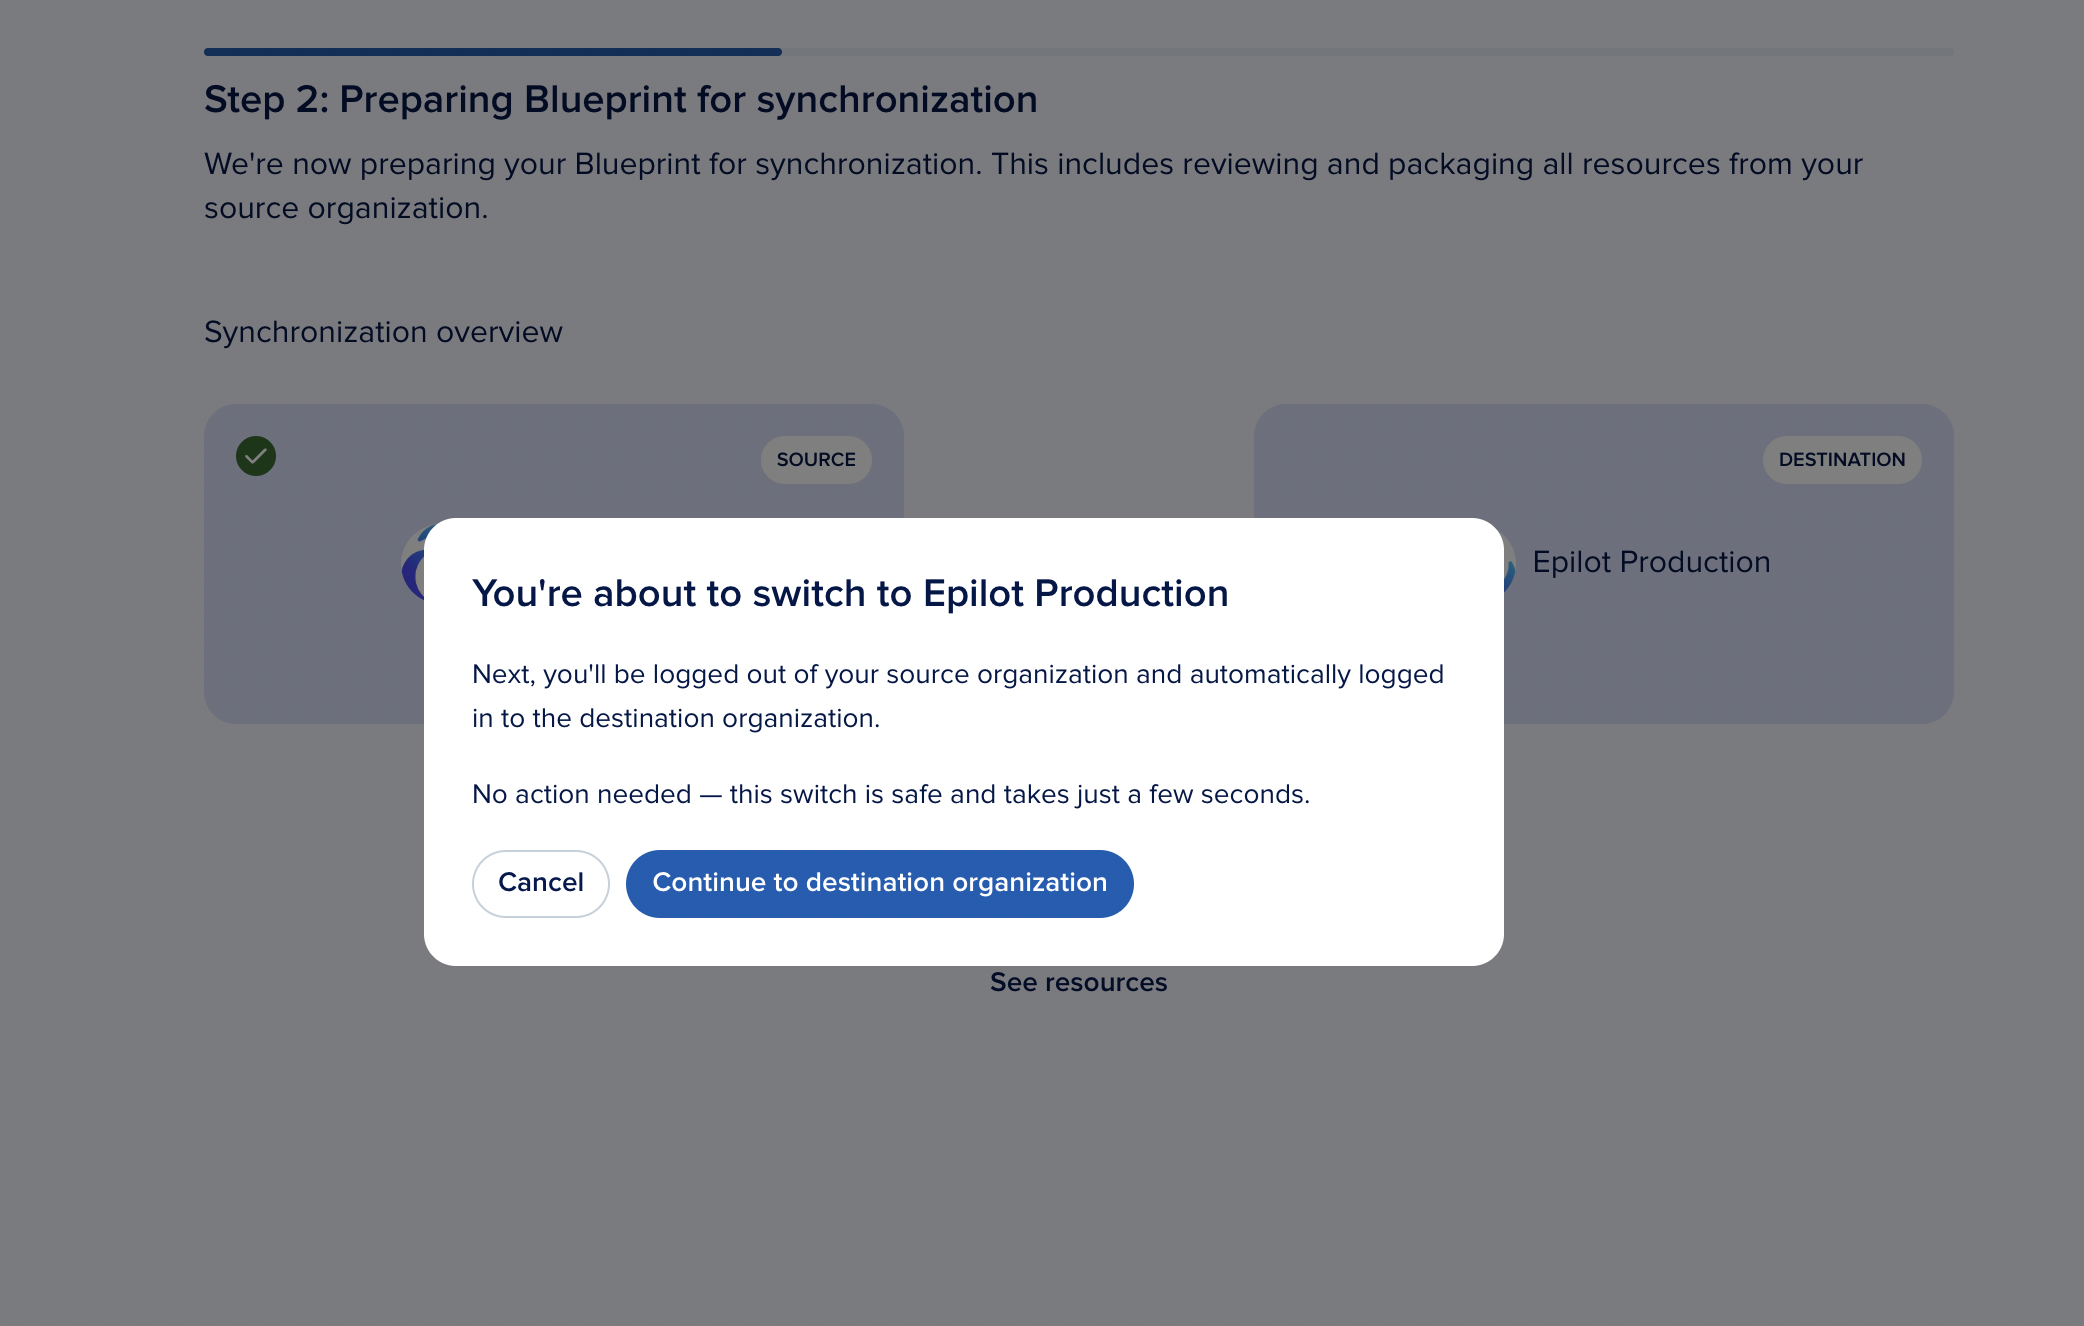 Step 2: Preparing Blueprint for synchronization
We're now preparing your Blueprint for synchronization. This includes reviewing and packaging all resources from your
source organization.
Synchronization overview
SOURCE
DESTINATION
Epilot Production
You're about to switch to Epilot Production
Next, you'll be logged out of your source organization and automatically logged
in to the destination organization.
No action needed — this switch is safe and takes just a few seconds.
Cancel
Continue to destination organization
See resources